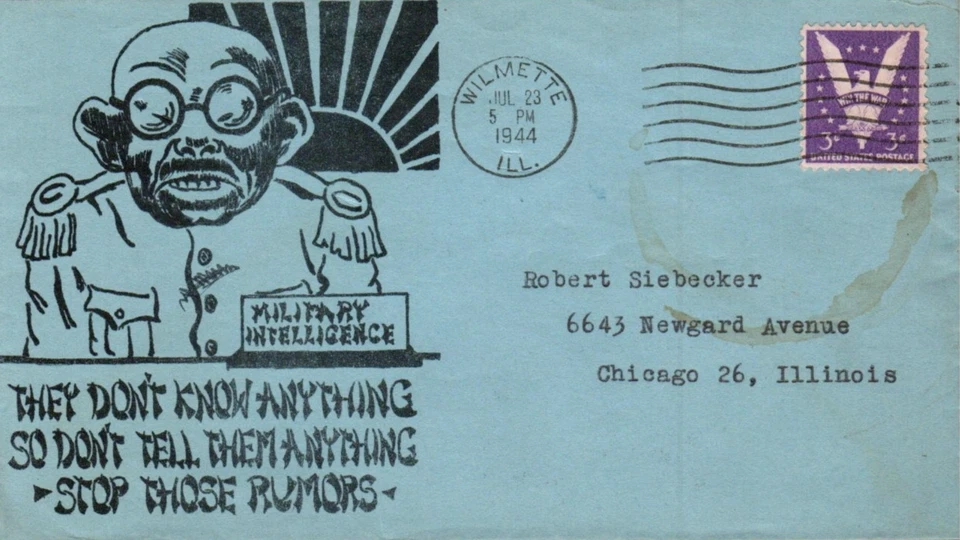 MILITARY
INTELLIGENCE
THEY DON'T KNOW ANYTHING
SO DON'T TELL THEM ANYTHING
STOP THOSE RUMORS
WILMETTE
JUL 23
5 PM
1944
ILL.
WIN THE WAR
3¢ 3¢
UNITED STATES POSTAGE
Robert Siebecker
6643 Newgard Avenue
Chicago 26, Illinois